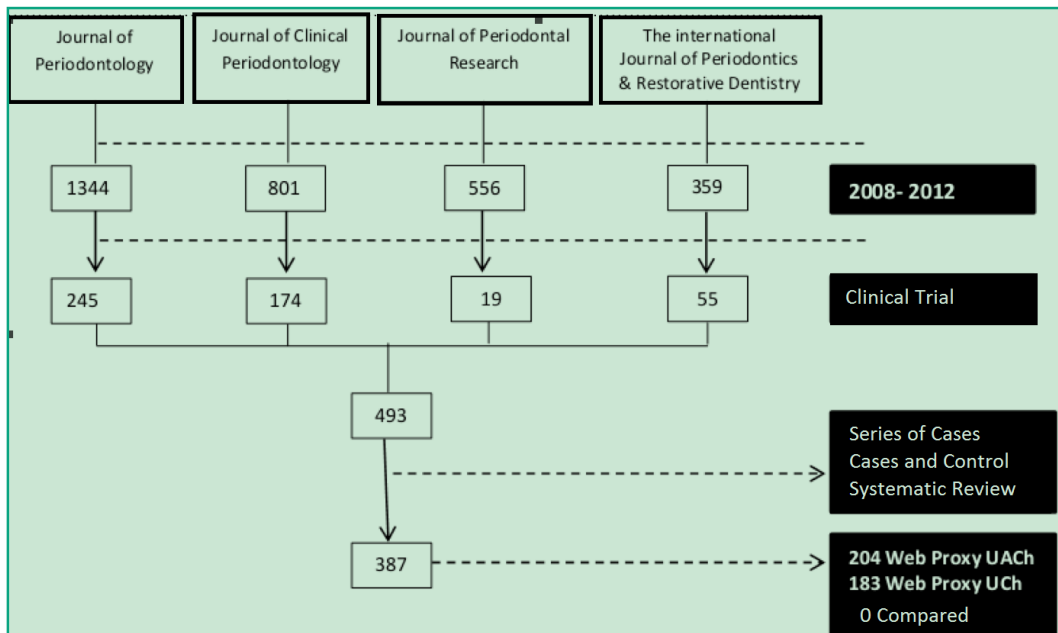 Journal of
Periodontology
Journal of Clinical
Periodontology
Journal of Periodontal
Research
The international
Journal of Periodontics
& Restorative Dentistry
1344
801
556
359
2008- 2012
245
174
19
55
Clinical Trial
493
Series of Cases
Cases and Control
Systematic Review
387
204 Web Proxy UACh
183 Web Proxy UCh
0 Compared